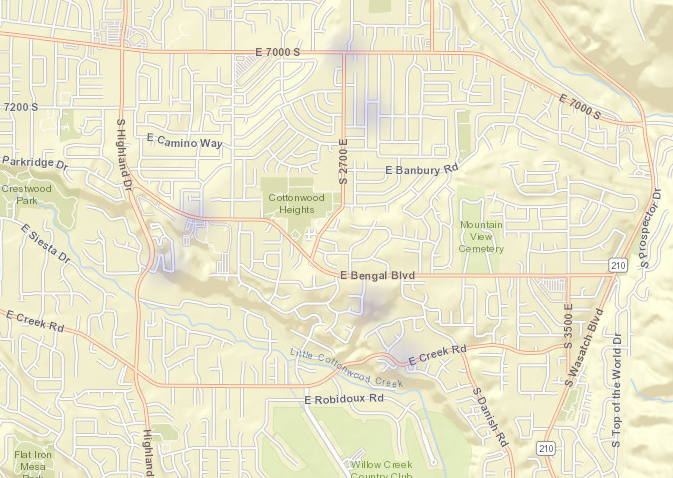 E 7000 S
7200 S
E 7000 S
S Highland Dr
E Camino Way
S 2700 E
Parkridge Dr
E Banbury Rd
Crestwood
Park
Cottonwood
Heights
S Prospector Dr
Mountain
View
Cemetery
E Siesta Dr
210
E Bengal Blvd
E Creek Rd
S 3500 E
S Wasatch Blvd
S Top of the World Dr
E Creek Rd
Little Cottonwood Creek
E Robidoux Rd
S Danish Rd
Highland
210
Flat Iron
Mesa
Willow Creek
Country Club